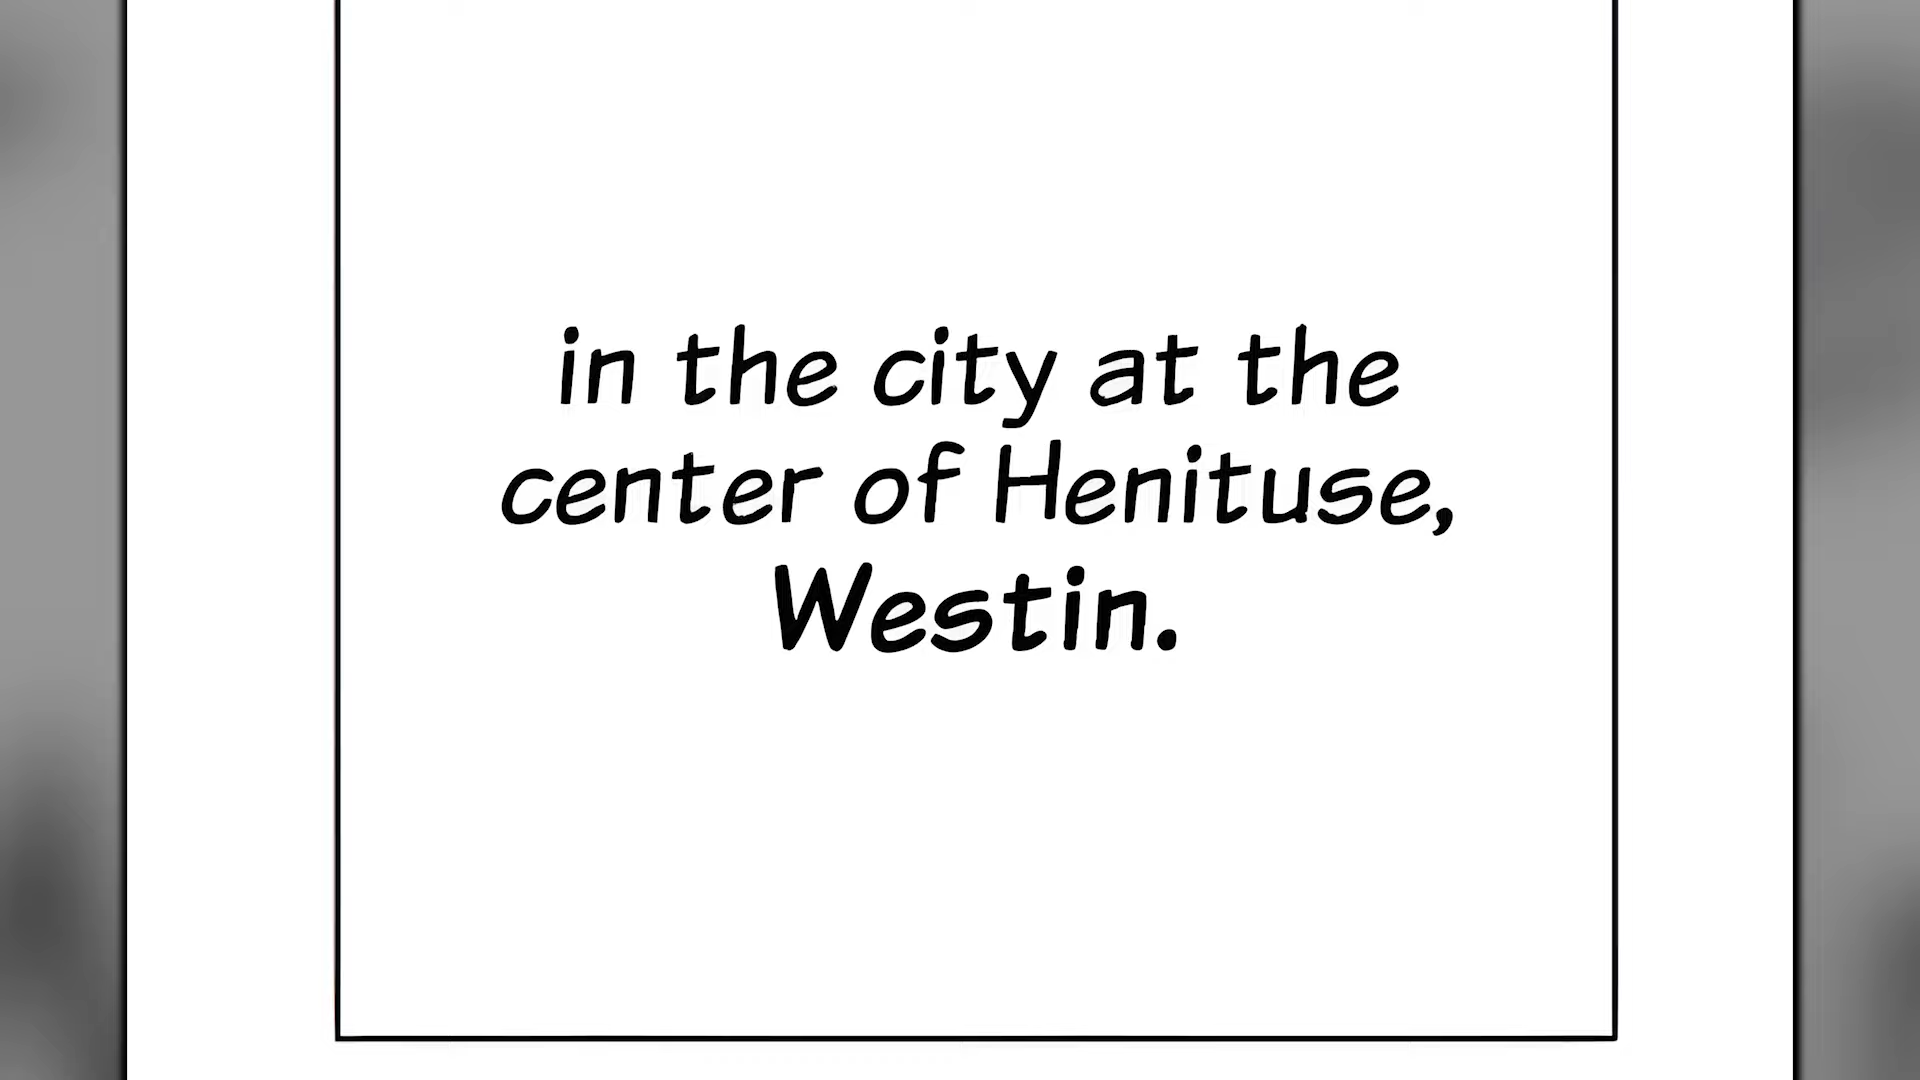 in the city at the
center of Henituse,
Westin.